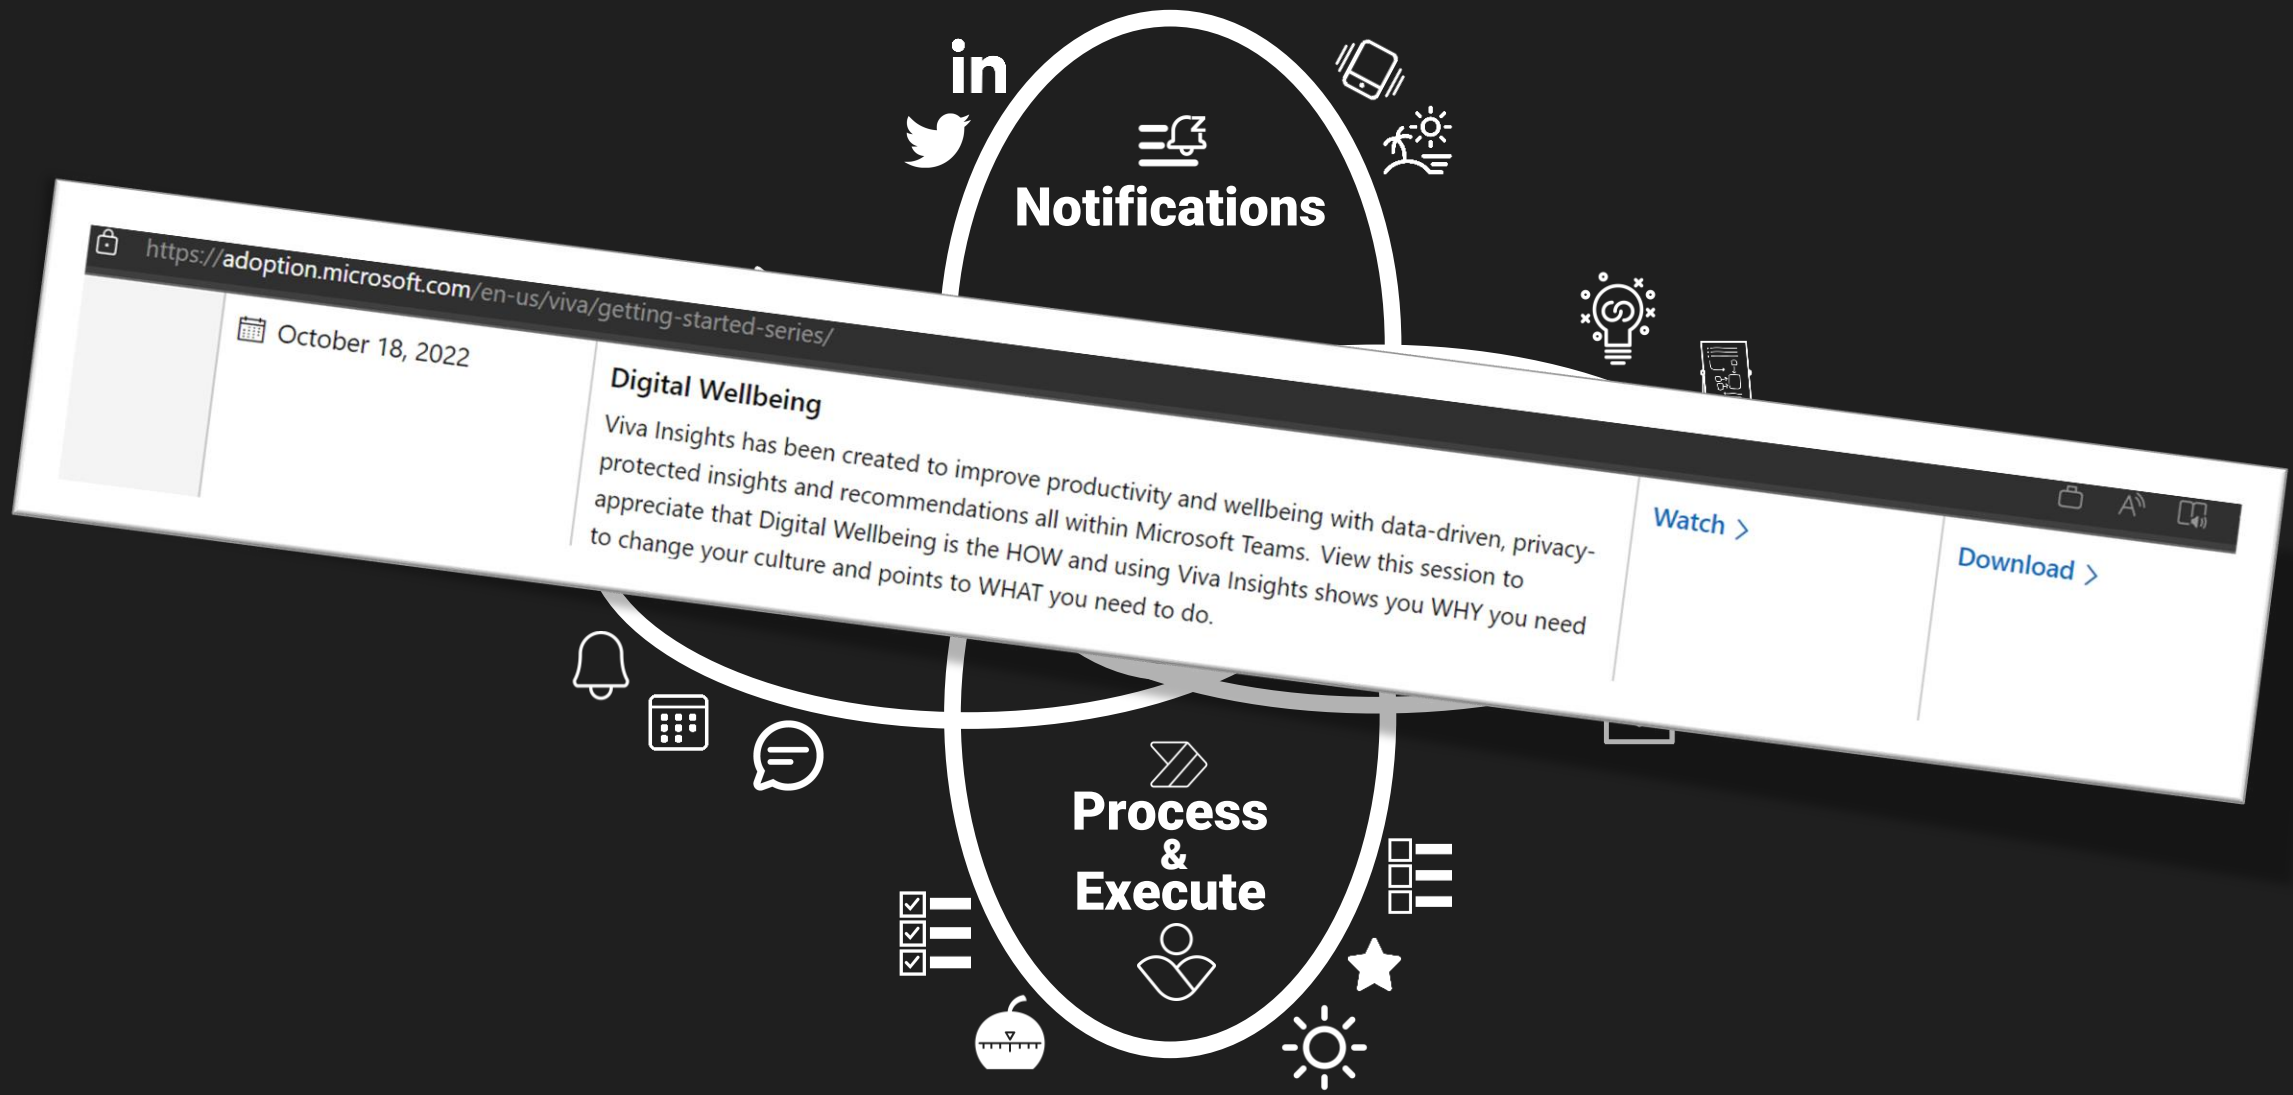 in
Notifications
https://adoption.microsoft.com/en-us/viva/getting-started-series/
October 18, 2022
Digital Wellbeing
Viva Insights has been created to improve productivity and wellbeing with data-driven, privacy-
protected insights and recommendations all within Microsoft Teams. View this session to
appreciate that Digital Wellbeing is the HOW and using Viva Insights shows you WHY you need
to change your culture and points to WHAT you need to do.
Watch >
Download >
Process
&
Execute